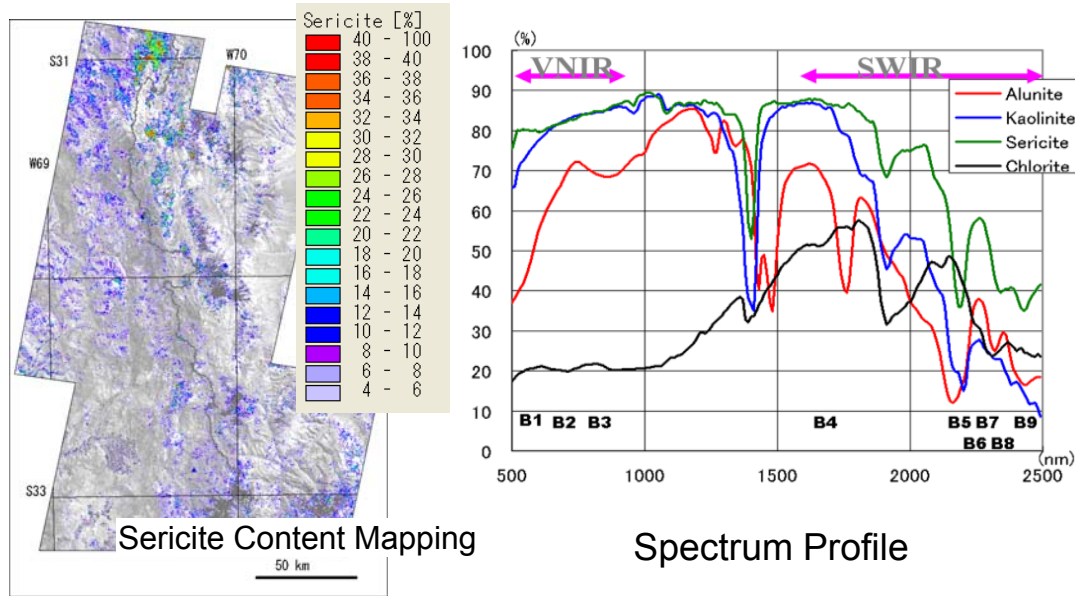 S31
W70
W69
S33
Sericite [%]
40 - 100
38 - 40
36 - 38
34 - 36
32 - 34
30 - 32
28 - 30
26 - 28
24 - 26
22 - 24
20 - 22
18 - 20
16 - 18
14 - 16
12 - 14
10 - 12
8 - 10
6 - 8
4 - 6
Sericite Content Mapping
50 km
(%)
100
90
80
70
60
50
40
30
20
10
0
VNIR
SWIR
Alunite
Kaolinite
Sericite
Chlorite
B1 B2 B3 B4 B5 B7 B9
B6 B8
(nm)
500 1000 1500 2000 2500
Spectrum Profile